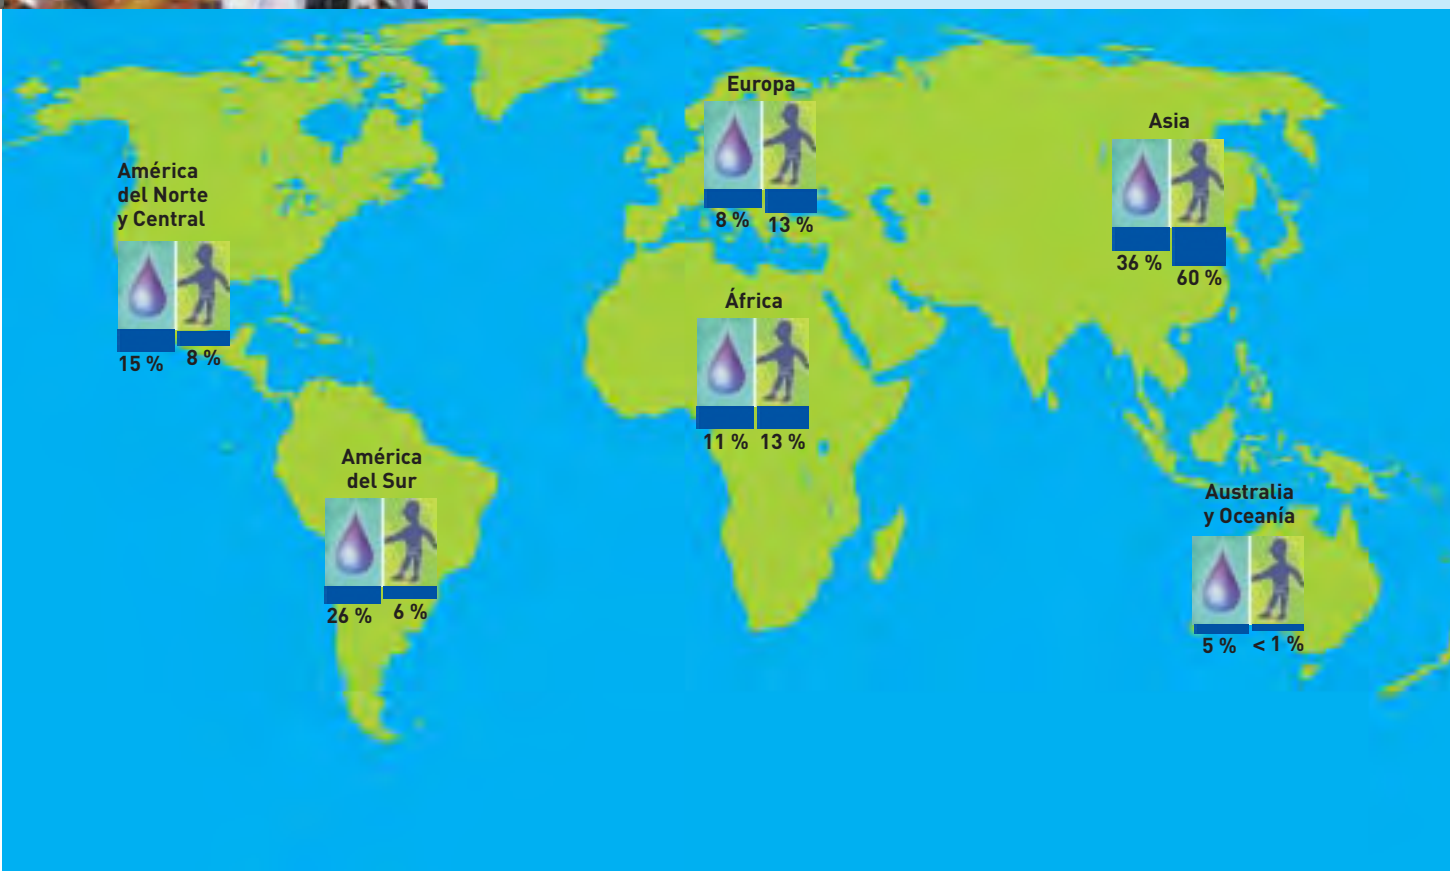 Europa
8 % 13 %
Asia
36 %
60 %
América
del Norte
y Central
15 % 8 %
África
11 % 13 %
América
del Sur
26 % 6 %
Australia
y Oceanía
5 % < 1 %